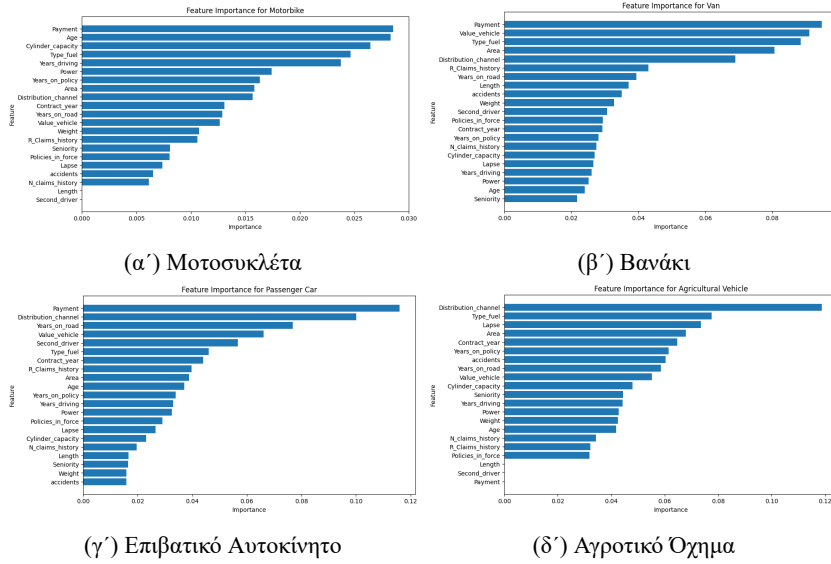 Feature Importance for Motorbike
Feature
Payment
Age
Cylinder_capacity
Type_fuel
Years_driving
Power
Years_on_policy
Area
Distribution_channel
Contract_year
Years_on_road
Value_vehicle
Weight
R_Claims_history
Seniority
Policies_in_force
Lapse
accidents
N_claims_history
Length
Second_driver
0.000 0.005 0.010 0.015 0.020 0.025 0.030
Importance
(α΄) Μοτοσυκλέτα
Feature Importance for Van
Feature
Payment
Value_vehicle
Type_fuel
Area
Distribution_channel
R_Claims_history
Years_on_road
Length
accidents
Weight
Second_driver
Policies_in_force
Contract_year
Years_on_policy
N_claims_history
Cylinder_capacity
Lapse
Years_driving
Power
Age
Seniority
0.00 0.02 0.04 0.06 0.08
Importance
(β΄) Βανάκι
Feature Importance for Passenger Car
Feature
Payment
Distribution_channel
Years_on_road
Value_vehicle
Second_driver
Type_fuel
Contract_year
R_Claims_history
Area
Age
Years_on_policy
Years_driving
Power
Policies_in_force
Lapse
Cylinder_capacity
N_claims_history
Length
Seniority
Weight
accidents
0.00 0.02 0.04 0.06 0.08 0.10 0.12
Importance
(γ΄) Επιβατικό Αυτοκίνητο
Feature Importance for Agricultural Vehicle
Feature
Distribution_channel
Type_fuel
Lapse
Area
Contract_year
Years_on_policy
accidents
Years_on_road
Value_vehicle
Cylinder_capacity
Seniority
Years_driving
Power
Weight
Age
N_claims_history
R_Claims_history
Policies_in_force
Length
Second_driver
Payment
0.00 0.02 0.04 0.06 0.08 0.10 0.12
Importance
(δ΄) Αγροτικό Όχημα